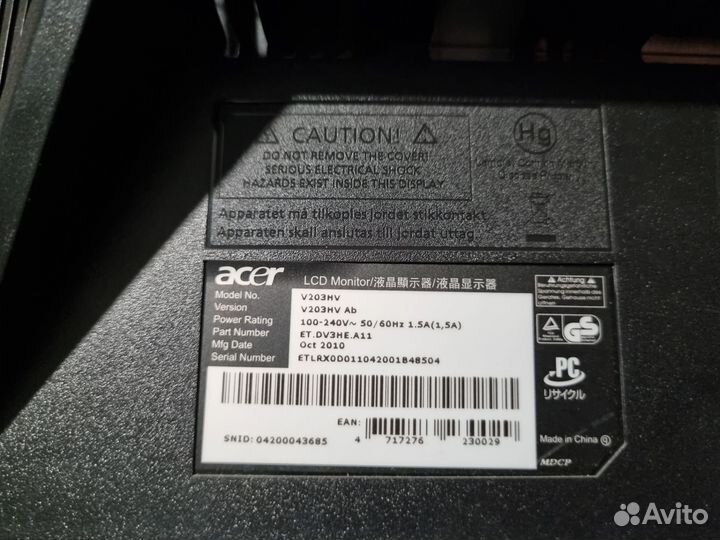 CAUTION!
DO NOT REMOVE THE COVER!
SERIOUS ELECTRICAL SHOCK
HAZARDS EXIST INSIDE THIS DISPLAY
Hg
Apparatet må tilkoples jordet stikkontakt.
Apparaten skall anslutas till jordat uttag.
acer LCD Monitor/液晶顯示器/液晶显示器
Model No. V203HV
Version V203HV Ab
Power Rating 100-240V~ 50/60Hz 1.5A(1,5A)
Part Number ET.DV3HE.A11
Mfg Date Oct 2010
Serial Number ETLRX0D011042001B48504
EAN:
SNID: 04200043685 4 717276 230029
Achtung
PC
リサイクル
Made in China Q
MDCP
Avito